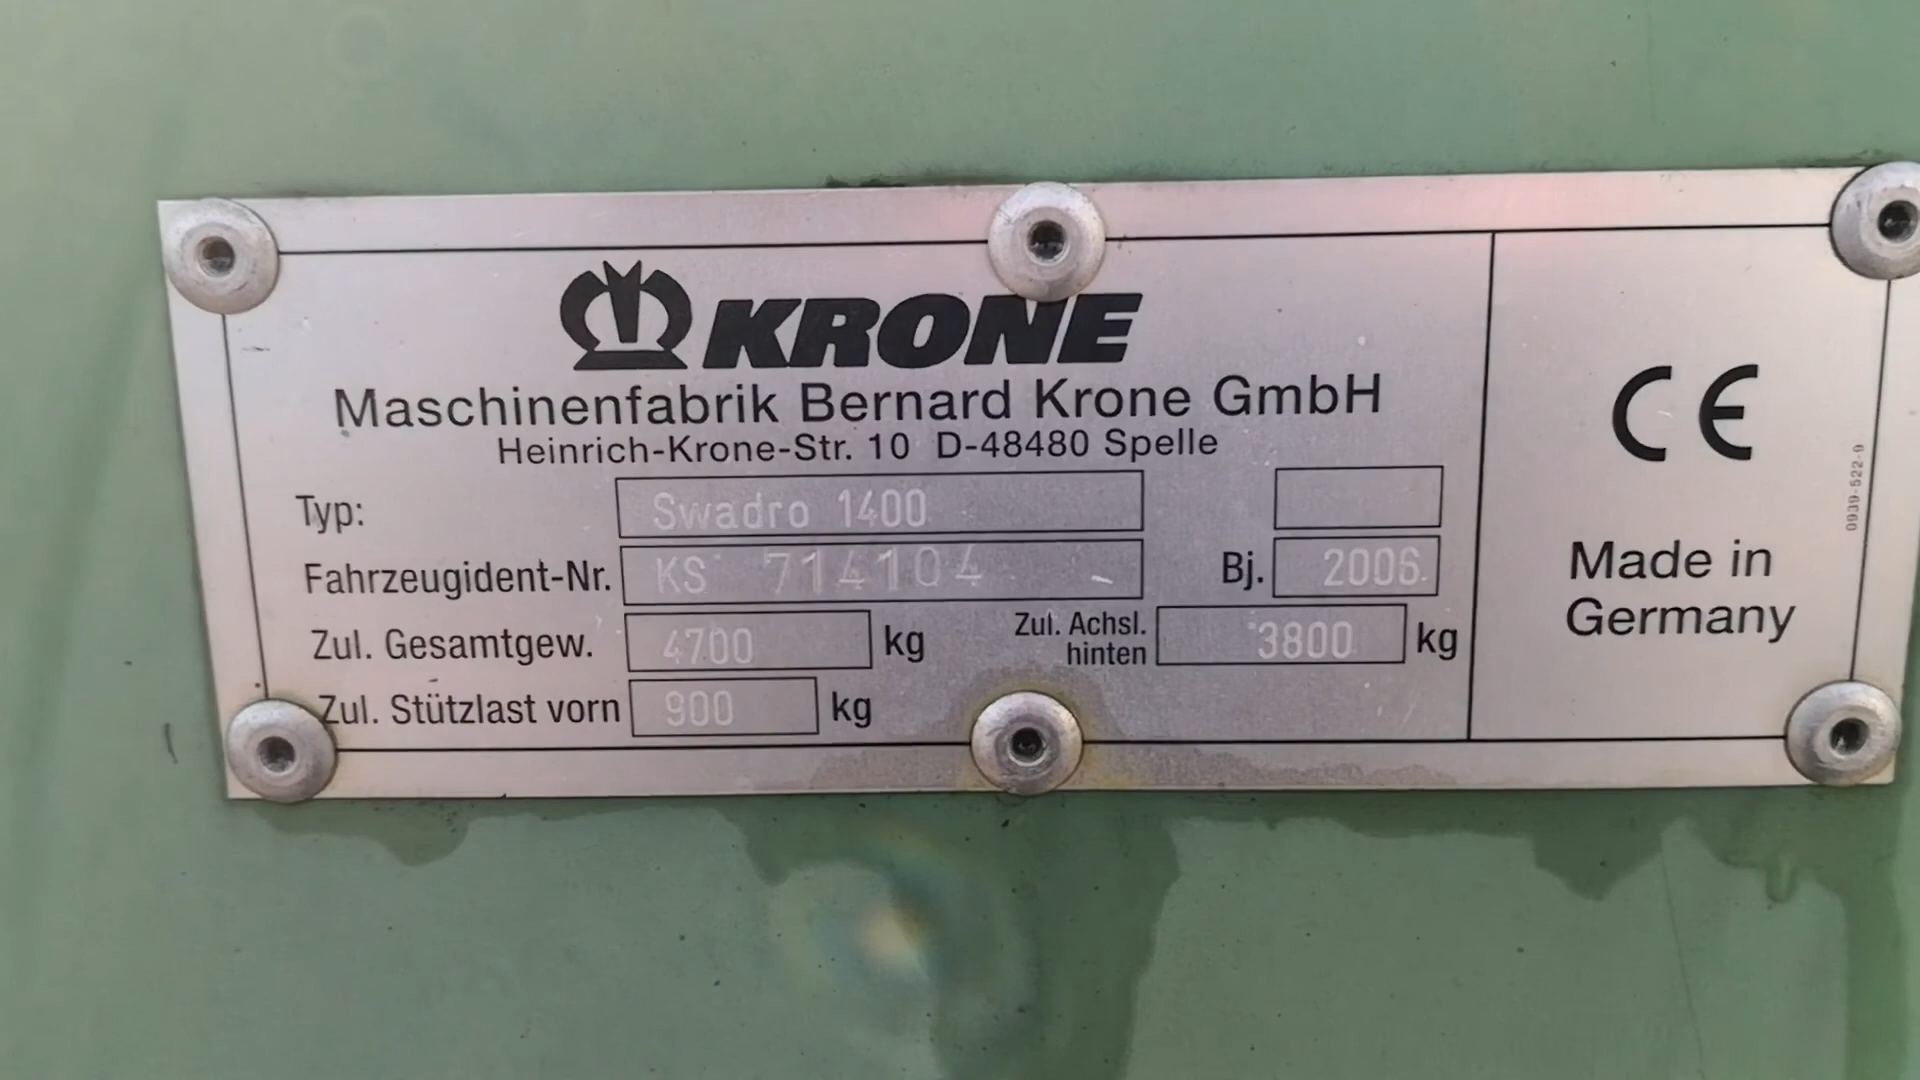 KRONE
Maschinenfabrik Bernard Krone GmbH
Heinrich-Krone-Str. 10 D-48480 Spelle
Typ: Swadro 1400
Fahrzeugident-Nr. KS 714104 Bj. 2006
Zul. Gesamtgew. 4700 kg Zul. Achsl. hinten 3800 kg
Zul. Stützlast vorn 900 kg
CE
Made in
Germany
0939-522-9